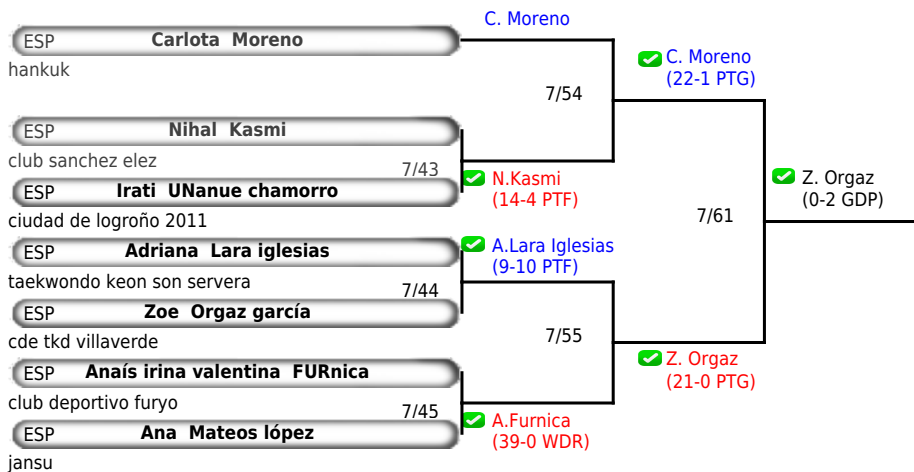 C. Moreno
ESP Carlota Moreno
hankuk
C. Moreno
(22-1 PTG)
7/54
ESP Nihal Kasmi
club sanchez elez
7/43
ESP Irati UNanue chamorro
N.Kasmi
(14-4 PTF)
ciudad de logroño 2011
Z. Orgaz
(0-2 GDP)
7/61
ESP Adriana Lara iglesias
A.Lara Iglesias
(9-10 PTF)
taekwondo keon son servera
7/44
ESP Zoe Orgaz garcía
cde tkd villaverde
7/55
Z. Orgaz
(21-0 PTG)
ESP Anaís irina valentina FURnica
club deportivo furyo
7/45
ESP Ana Mateos lópez
A.Furnica
(39-0 WDR)
jansu